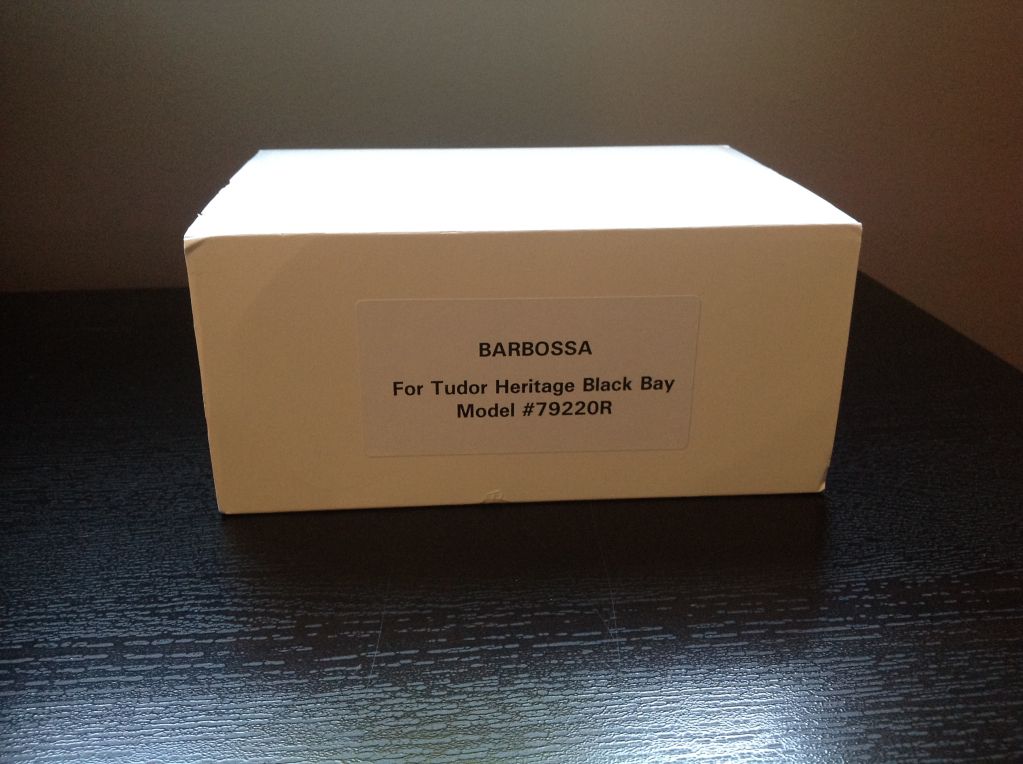 BARBOSSA
For Tudor Heritage Black Bay
Model #79220R